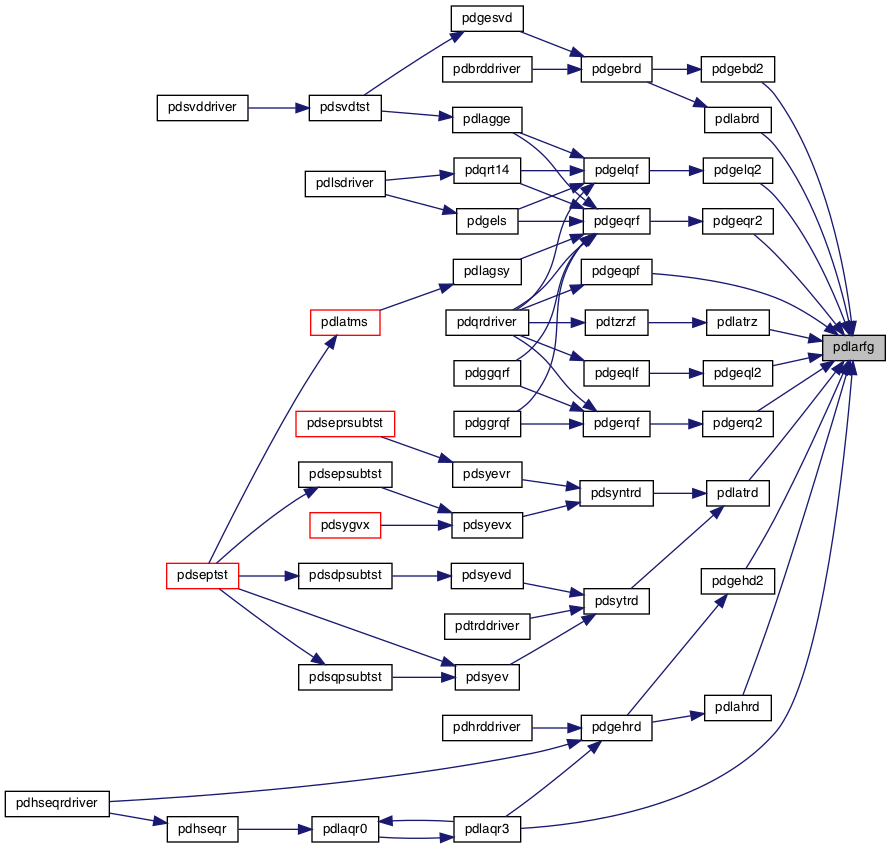 pdgesvd
pdbrddriver
pdgebrd
pdgebd2
pdsvddriver
pdsvdtst
pdlagge
pdlabrd
pdlsdriver
pdqrt14
pdgelqf
pdgelq2
pdgels
pdgeqrf
pdgeqr2
pdlagsy
pdgeqpf
pdlatms
pdqrdriver
pdtzrzf
pdlatrz
pdlarfg
pdggqrf
pdgeqlf
pdgeql2
pdseprsubtst
pdggrqf
pdgerqf
pdgerq2
pdsepsubtst
pdsyevr
pdsyntrd
pdlatrd
pdsygvx
pdsyevx
pdseptst
pdsdpsubtst
pdsyevd
pdgehd2
pdtrddriver
pdsytrd
pdsqpsubtst
pdsyev
pdlahrd
pdhrddriver
pdgehrd
pdhseqrdriver
pdhseqr
pdlaqr0
pdlaqr3